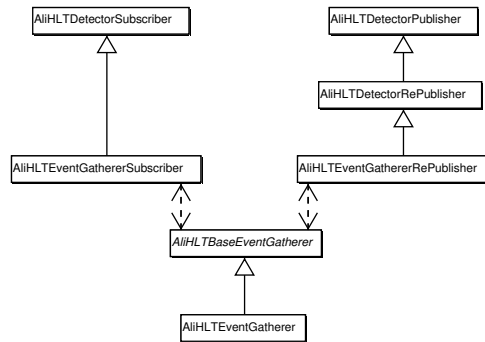 AliHLTDetectorSubscriber
AliHLTDetectorPublisher
AliHLTDetectorRePublisher
AliHLTEventGathererSubscriber
AliHLTEventGathererRePublisher
AliHLTBaseEventGatherer
AliHLTEventGatherer